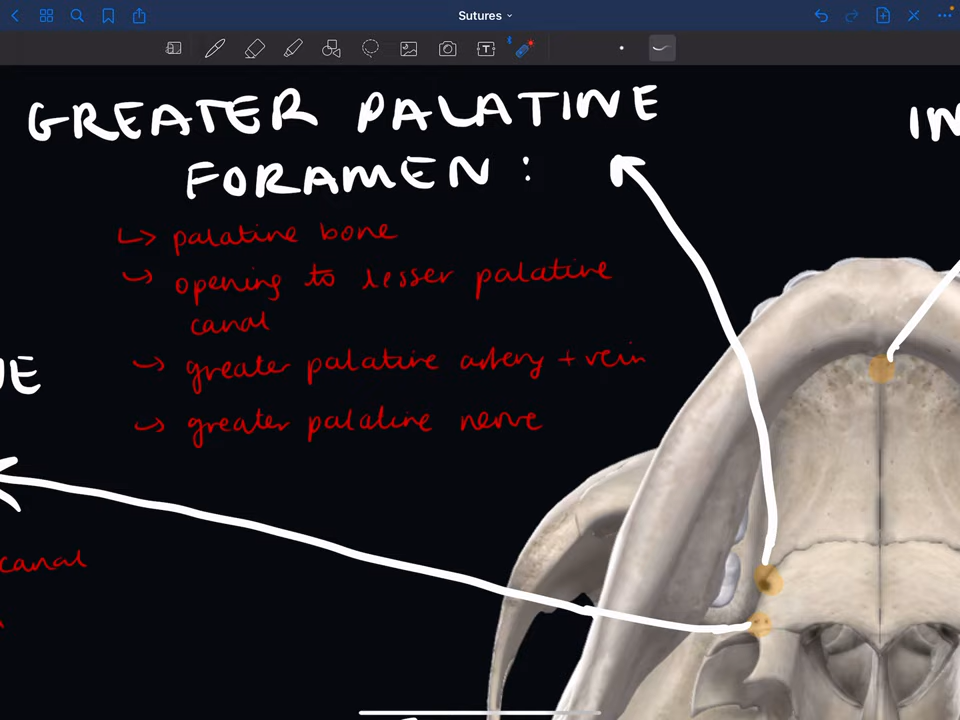 Sutures
GREATER PALATINE
FORAMEN :
↳ palatine bone
↳ opening to lesser palatine
canal
↳ greater palatine artery + vein
↳ greater palatine nerve
IN
UE
canal